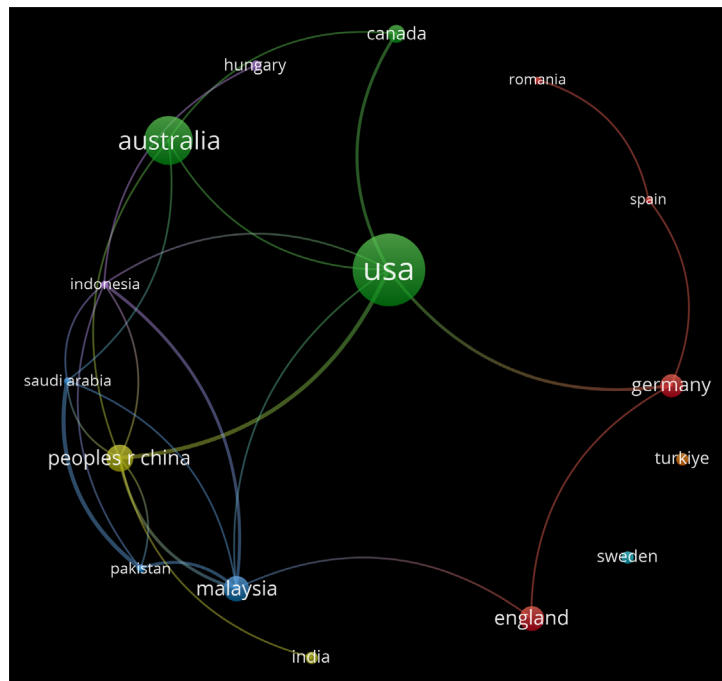 canada
hungary
romania
australia
spain
usa
indonesia
saudi arabia
germany
peoples r china
turkiye
pakistan
sweden
malaysia
england
india